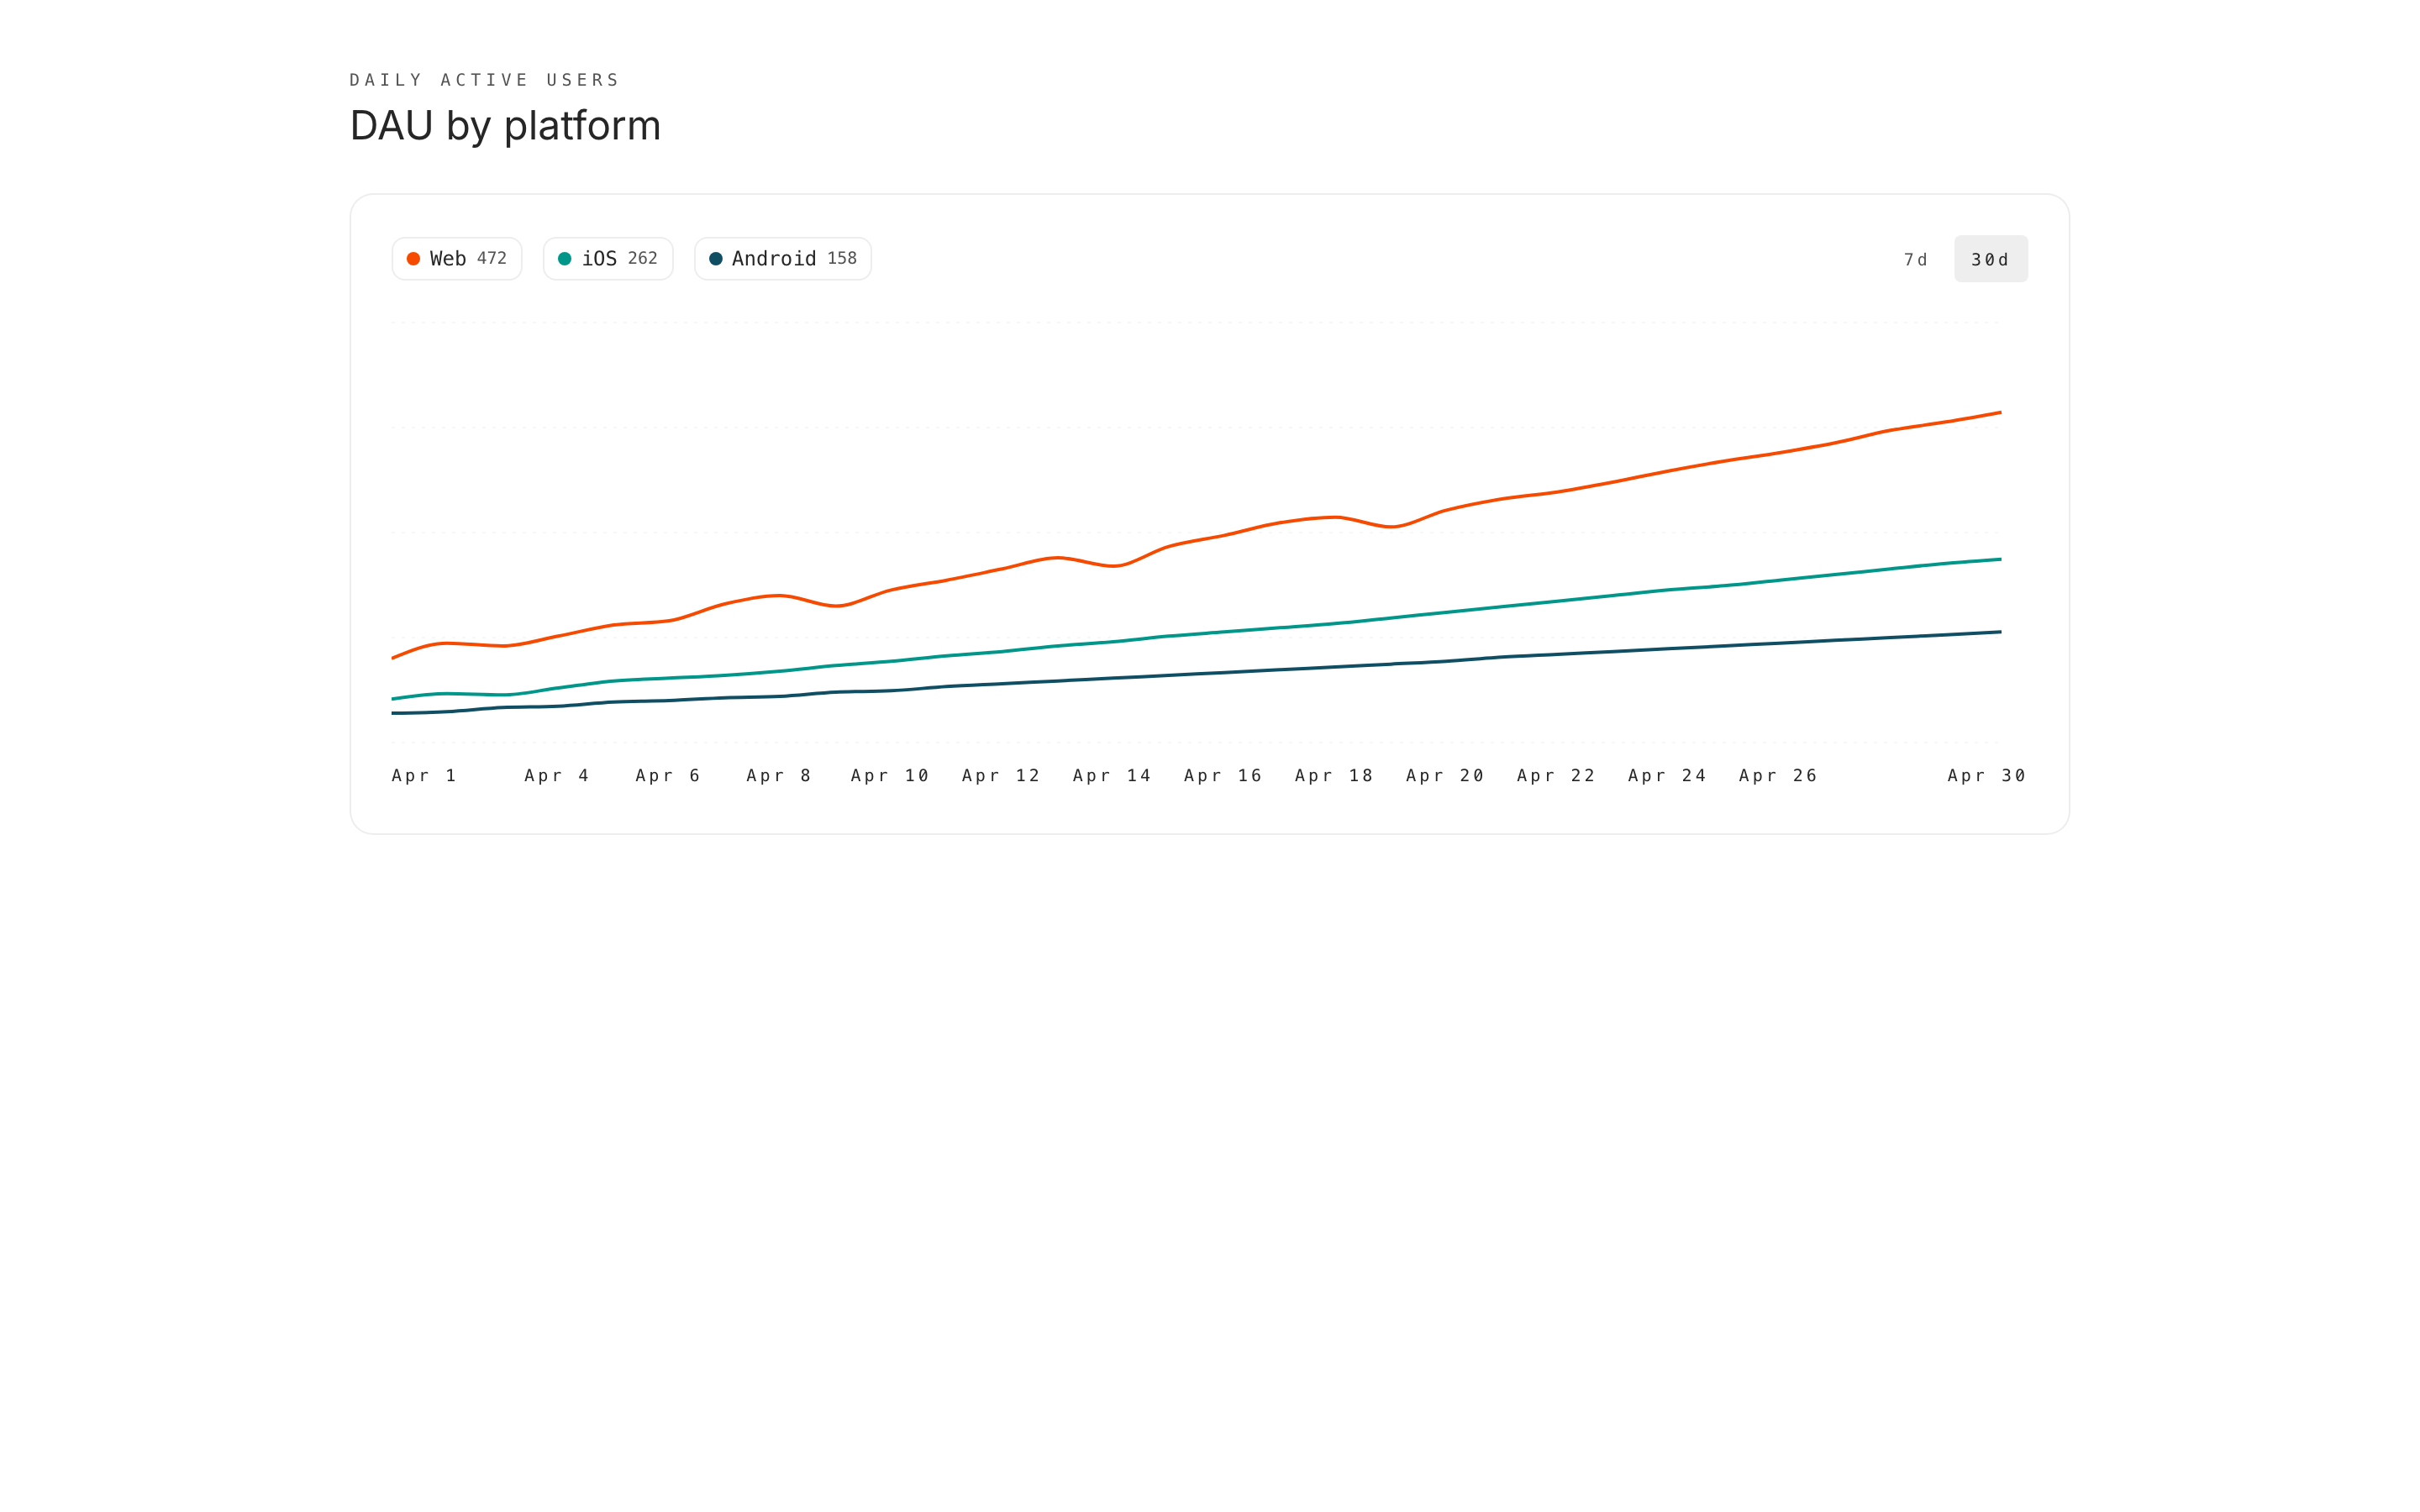 DAILY ACTIVE USERS
DAU by platform
Web 472 iOS 262 Android 158 7d 30d
Apr 1 Apr 4 Apr 6 Apr 8 Apr 10 Apr 12 Apr 14 Apr 16 Apr 18 Apr 20 Apr 22 Apr 24 Apr 26 Apr 30